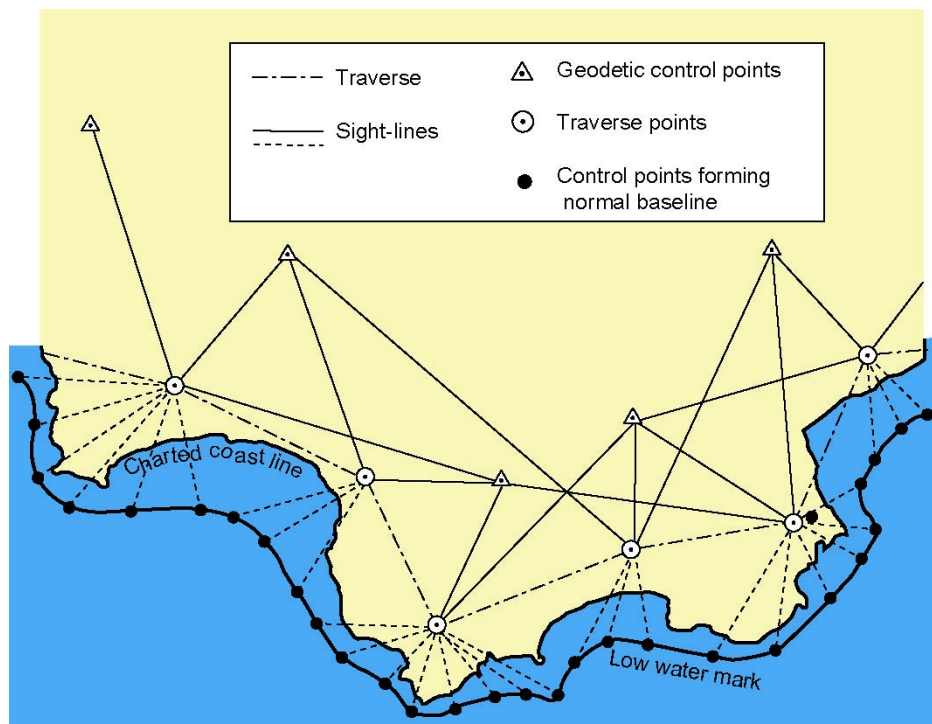 Traverse
Sight-lines
Geodetic control points
Traverse points
Control points forming
normal baseline
Charted coast line
Low water mark